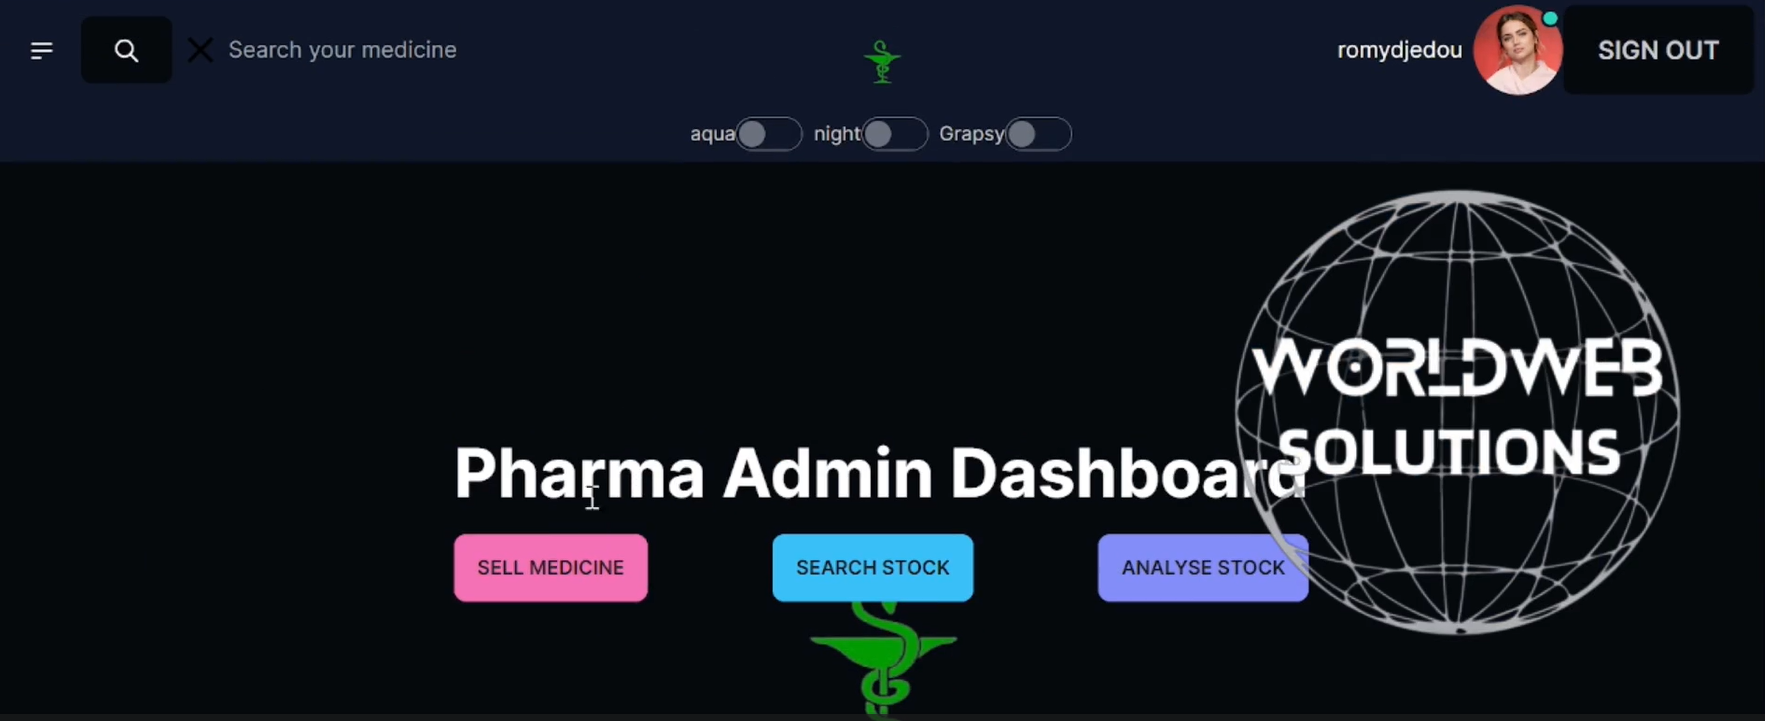 Search your medicine
romydjedou
SIGN OUT
aqua
night
Grapsy
WORLDWEB
SOLUTIONS
Pharma Admin Dashboard
SELL MEDICINE
SEARCH STOCK
ANALYSE STOCK